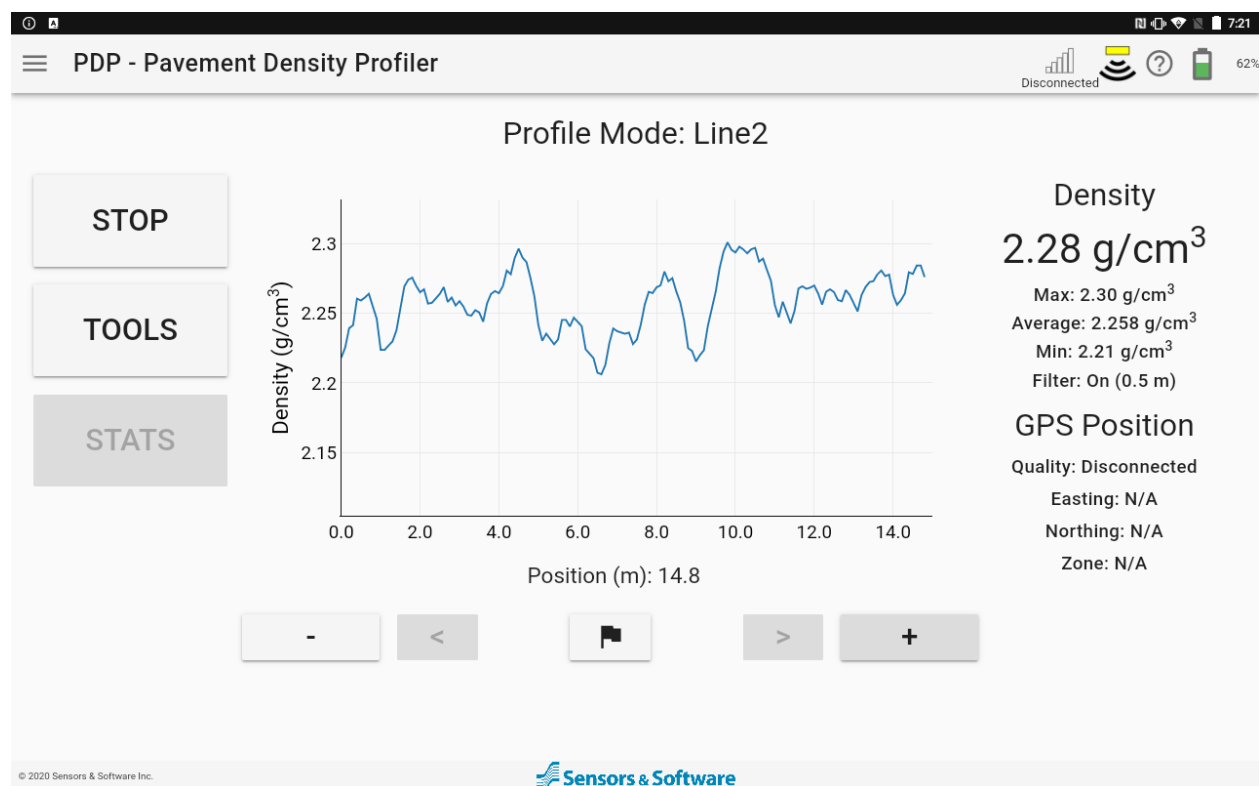 7:21
PDP - Pavement Density Profiler
Disconnected
?
62%
Profile Mode: Line2
STOP
TOOLS
STATS
Density (g/cm³)
2.3
2.25
2.2
2.15
0.0 2.0 4.0 6.0 8.0 10.0 12.0 14.0
Position (m): 14.8
- < > +
Density
2.28 g/cm³
Max: 2.30 g/cm³
Average: 2.258 g/cm³
Min: 2.21 g/cm³
Filter: On (0.5 m)
GPS Position
Quality: Disconnected
Easting: N/A
Northing: N/A
Zone: N/A
© 2020 Sensors & Software Inc.
Sensors & Software